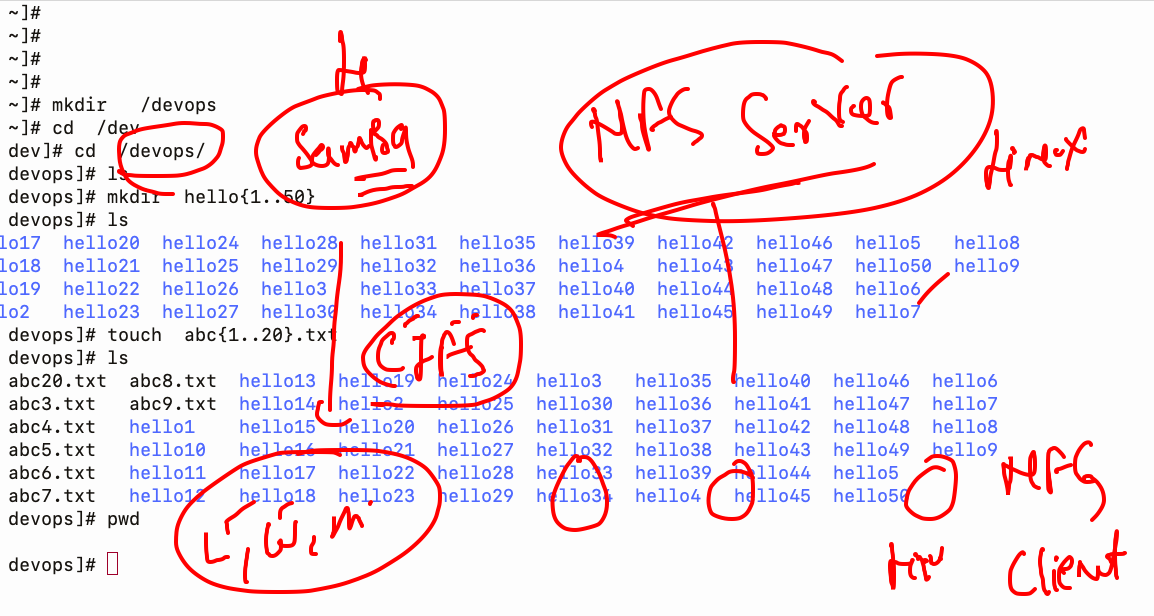 ~]#
~]#
~]#
~]#
~]# mkdir   /devops
~]# cd  /dev
dev]# cd  /devops/
devops]# ls
devops]# mkdir  hello{1..50}
devops]# ls
lo17  hello20  hello24  hello28  hello31  hello35  hello39  hello42  hello46  hello5   hello8
lo18  hello21  hello25  hello29  hello32  hello36  hello4   hello43  hello47  hello50  hello9
lo19  hello22  hello26  hello3   hello33  hello37  hello40  hello44  hello48  hello6
lo2   hello23  hello27  hello30  hello34  hello38  hello41  hello45  hello49  hello7
devops]# touch  abc{1..20}.txt
devops]# ls
abc20.txt  abc8.txt  hello13  hello19  hello24  hello3   hello35  hello40  hello46  hello6
abc3.txt   abc9.txt  hello14  hello2   hello25  hello30  hello36  hello41  hello47  hello7
abc4.txt   hello1    hello15  hello20  hello26  hello31  hello37  hello42  hello48  hello8
abc5.txt   hello10   hello16  hello21  hello27  hello32  hello38  hello43  hello49  hello9
abc6.txt   hello11   hello17  hello22  hello28  hello33  hello39  hello44  hello5
abc7.txt   hello12   hello18  hello23  hello29  hello34  hello4   hello45  hello50
devops]# pwd
devops]#
SamBa
NFS Server
Linux
CIFS
L, W, m
NFS
Client